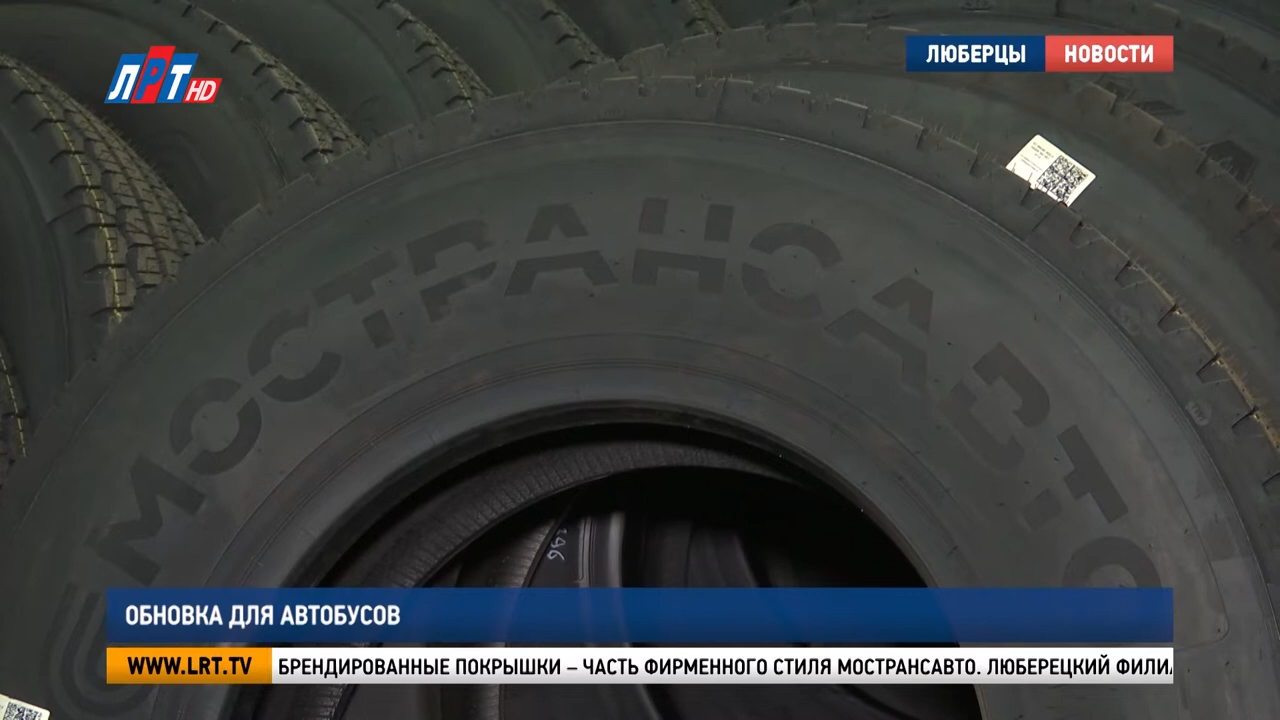 ЛРТ HD
ЛЮБЕРЦЫ НОВОСТИ
МОСТРАНСАВТО
296
ОБНОВКА ДЛЯ АВТОБУСОВ
WWW.LRT.TV БРЕНДИРОВАННЫЕ ПОКРЫШКИ – ЧАСТЬ ФИРМЕННОГО СТИЛЯ МОСТРАНСАВТО. ЛЮБЕРЕЦКИЙ ФИЛИА